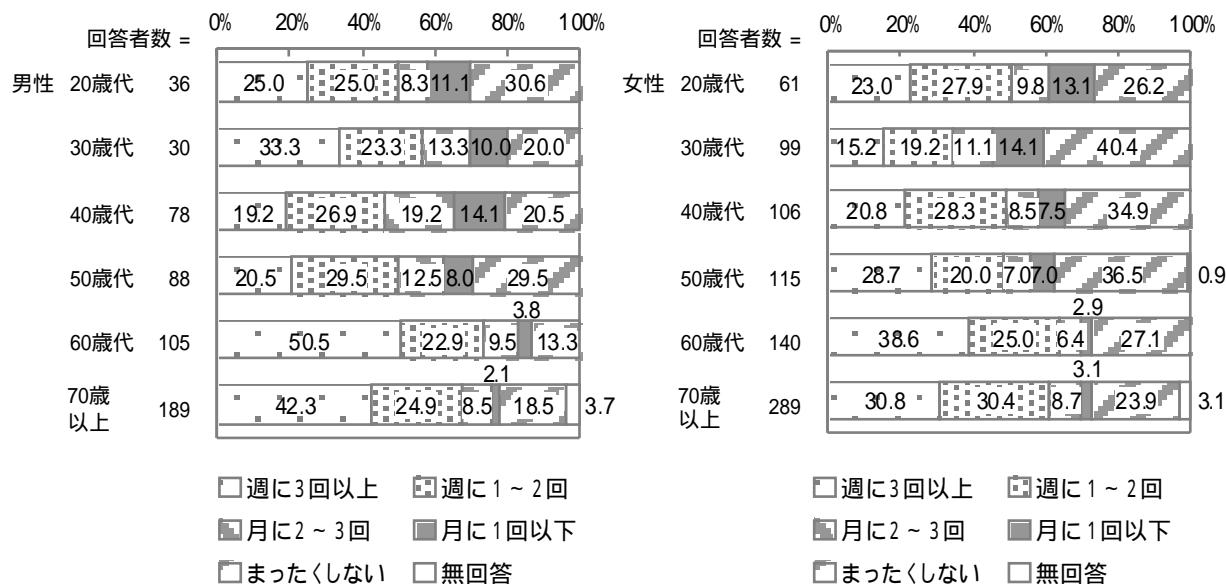 0% 20% 40% 60% 80% 100%
回答者数 =
男性 20歳代 36 25.0 25.0 8.3 11.1 30.6
30歳代 30 33.3 23.3 13.3 10.0 20.0
40歳代 78 19.2 26.9 19.2 14.1 20.5
50歳代 88 20.5 29.5 12.5 8.0 29.5
3.8
60歳代 105 50.5 22.9 9.5 13.3
2.1
70歳以上 189 42.3 24.9 8.5 18.5 3.7
週に3回以上 週に1~2回
月に2~3回 月に1回以下
まったくしない 無回答
0% 20% 40% 60% 80% 100%
回答者数 =
女性 20歳代 61 23.0 27.9 9.8 13.1 26.2
30歳代 99 15.2 19.2 11.1 14.1 40.4
40歳代 106 20.8 28.3 8.5 7.5 34.9
50歳代 115 28.7 20.0 7.0 7.0 36.5 0.9
2.9
60歳代 140 38.6 25.0 6.4 27.1
3.1
70歳以上 289 30.8 30.4 8.7 23.9 3.1
週に3回以上 週に1~2回
月に2~3回 月に1回以下
まったくしない 無回答